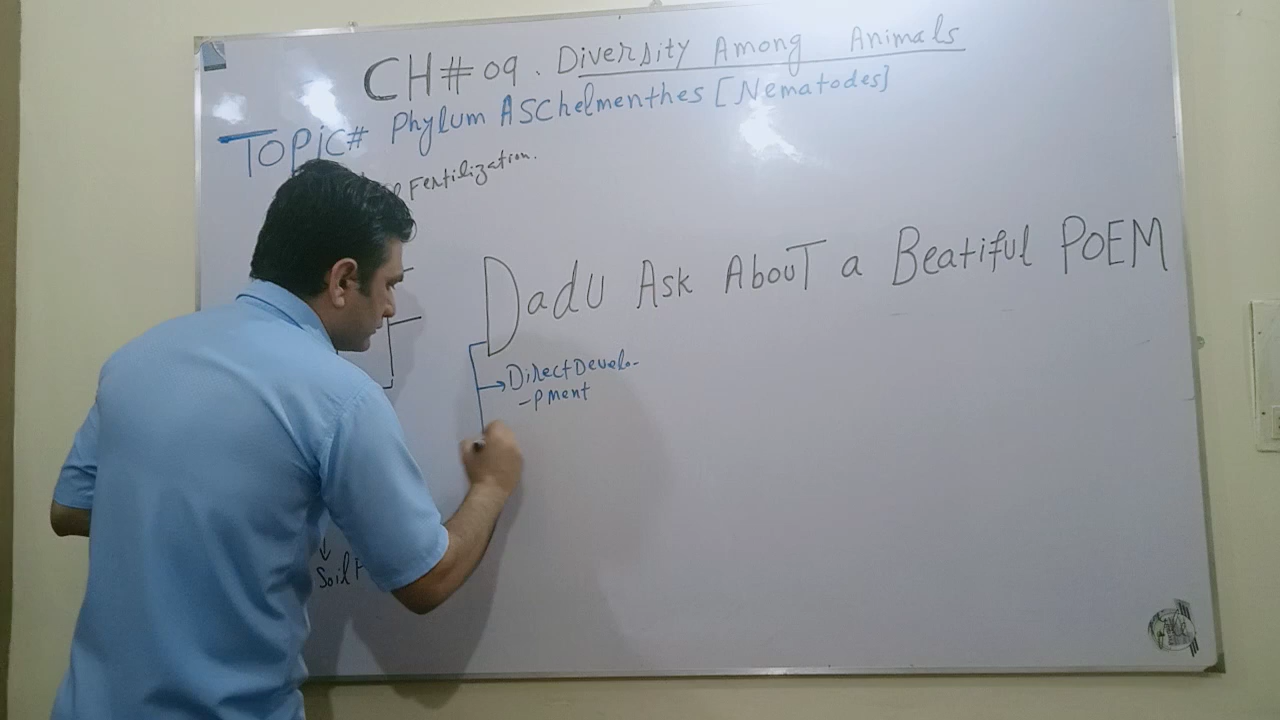 CH# 09. Diversity Among Animals
Topic# Phylum ASChelmenthes [Nematodes]
Fertilization.
Dadu Ask About a Beatiful POEM
→ Direct Develo-
-pment
Soil